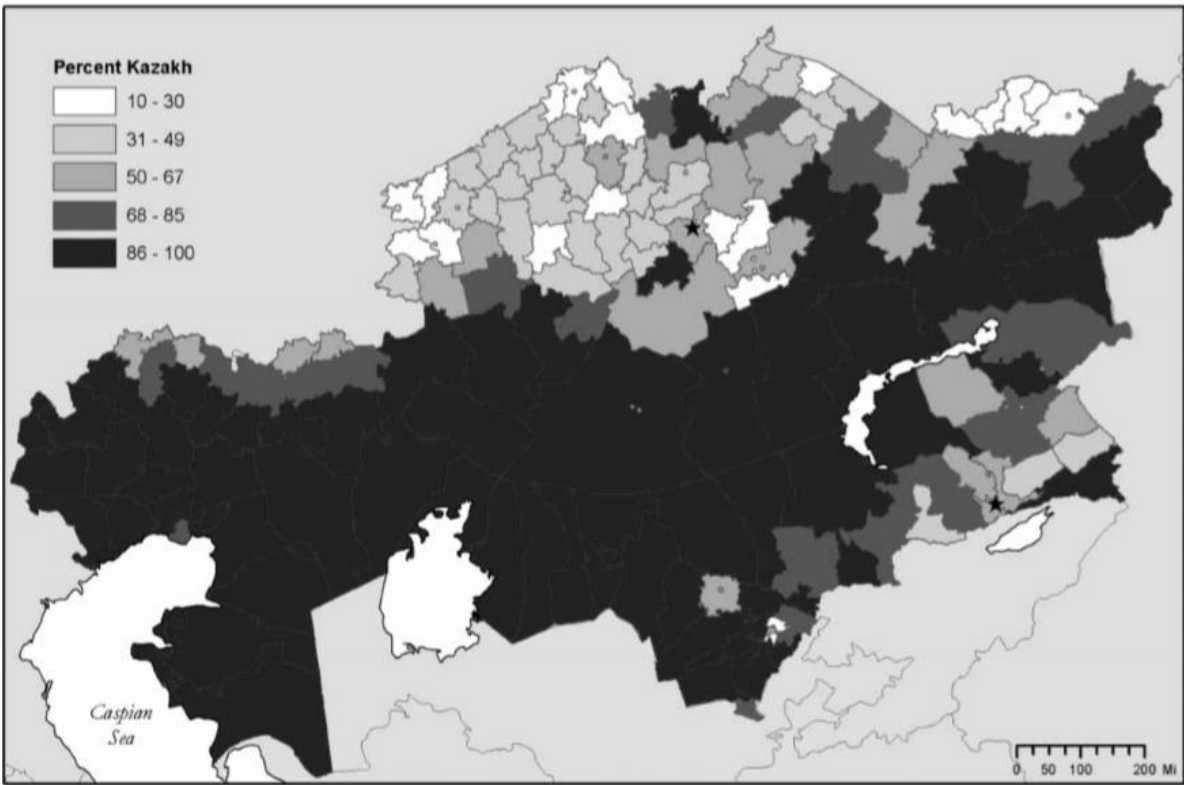 Percent Kazakh
10 - 30
31 - 49
50 - 67
68 - 85
86 - 100
Caspian
Sea
0 50 100 200 Mi